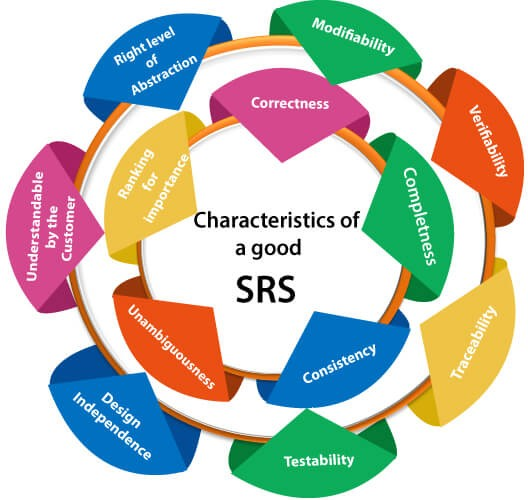 Characteristics of
a good
SRS
Correctness
Completness
Consistency
Unambiguousness
Ranking
for
Importance
Modifiability
Verifiability
Traceability
Testability
Design
Independence
Understandable
by the
Customer
Right level
of
Abstraction